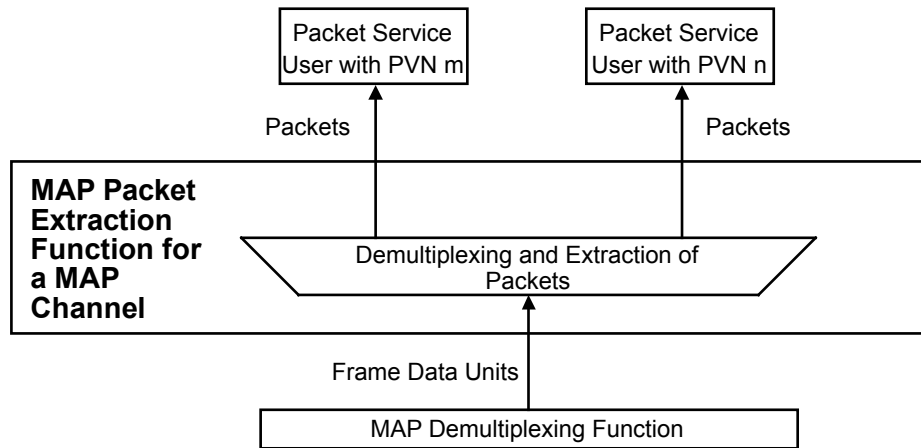 Packet Service
User with PVN m
Packet Service
User with PVN n
Packets
Packets
MAP Packet
Extraction
Function for
a MAP
Channel
Demultiplexing and Extraction of
Packets
Frame Data Units
MAP Demultiplexing Function